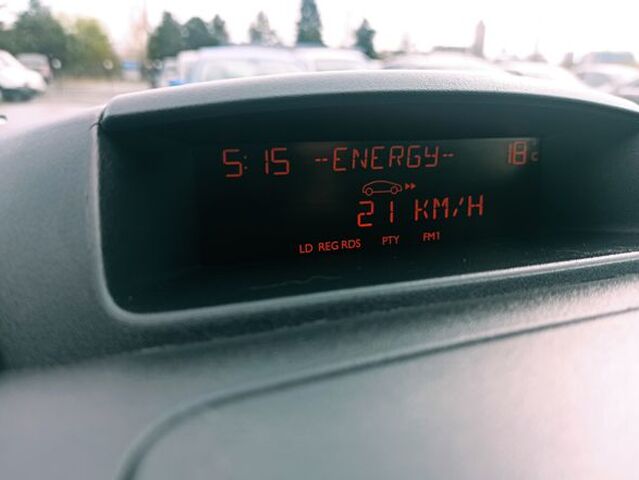 5:15 -ENERGY- 18°C
21 KM/H
LD REG RDS PTY FM1